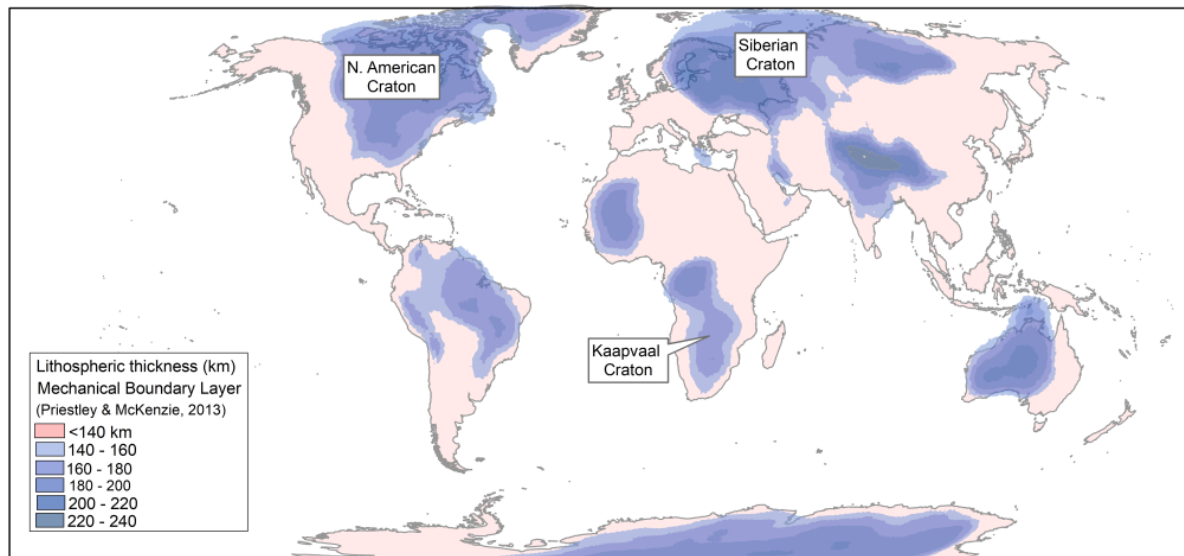 N. American
Craton
Siberian
Craton
Kaapvaal
Craton
Lithospheric thickness (km)
Mechanical Boundary Layer
(Priestley & McKenzie, 2013)
<140 km
140 - 160
160 - 180
180 - 200
200 - 220
220 - 240